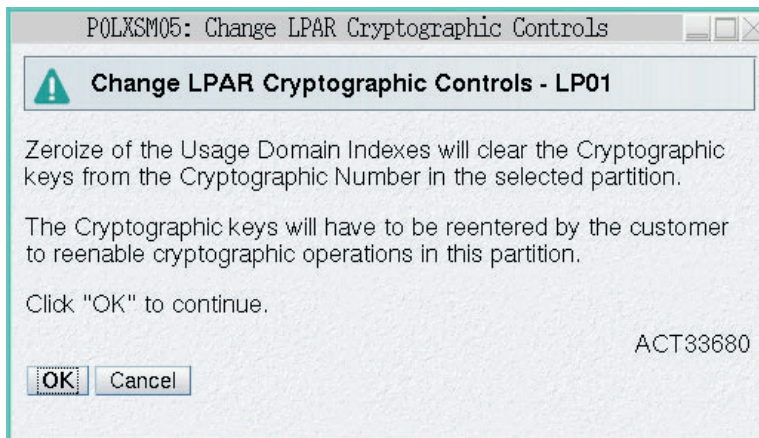 P0LXSM05: Change LPAR Cryptographic Controls
Change LPAR Cryptographic Controls - LP01
Zeroize of the Usage Domain Indexes will clear the Cryptographic
keys from the Cryptographic Number in the selected partition.
The Cryptographic keys will have to be reentered by the customer
to reenable cryptographic operations in this partition.
Click "OK" to continue.
ACT33680
OK Cancel